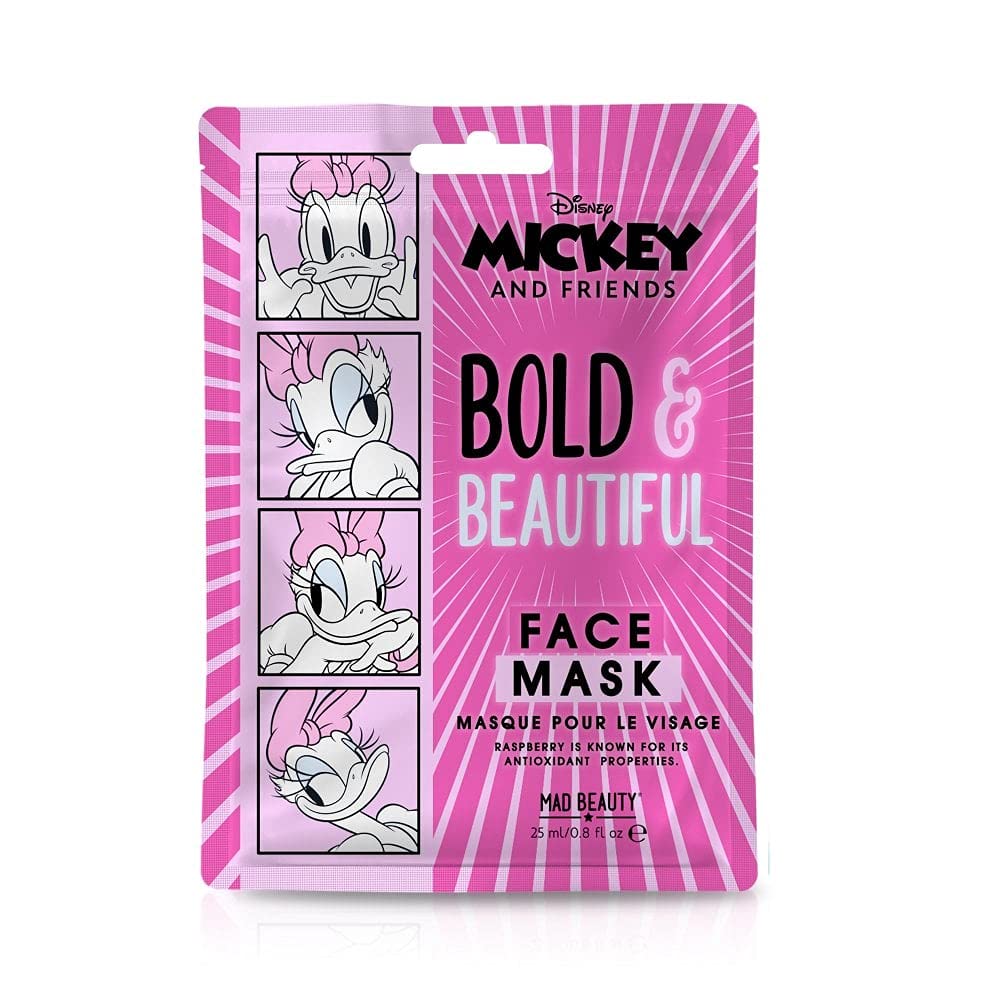 Disney
MICKEY
AND FRIENDS
BOLD &
BEAUTIFUL
FACE
MASK
MASQUE POUR LE VISAGE
RASPBERRY IS KNOWN FOR ITS
ANTIOXIDANT PROPERTIES.
MAD BEAUTY™
25 ml/0.8 fl oz ℮